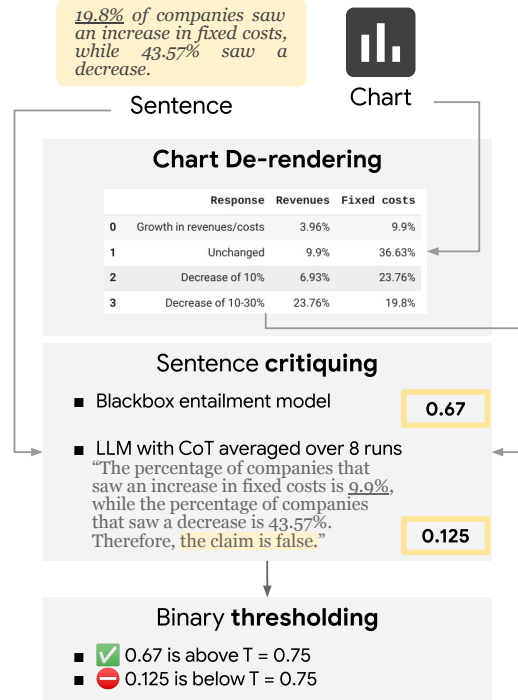 19.8% of companies saw
an increase in fixed costs,
while 43.57% saw a
decrease.
Sentence
Chart
Chart De-rendering
Response Revenues Fixed costs
0 Growth in revenues/costs 3.96% 9.9%
1 Unchanged 9.9% 36.63%
2 Decrease of 10% 6.93% 23.76%
3 Decrease of 10-30% 23.76% 19.8%
Sentence critiquing
■ Blackbox entailment model
0.67
■ LLM with CoT averaged over 8 runs
“The percentage of companies that
saw an increase in fixed costs is 9.9%,
while the percentage of companies
that saw a decrease is 43.57%.
Therefore, the claim is false.”
0.125
Binary thresholding
■ ✅ 0.67 is above T = 0.75
■ ⛔ 0.125 is below T = 0.75